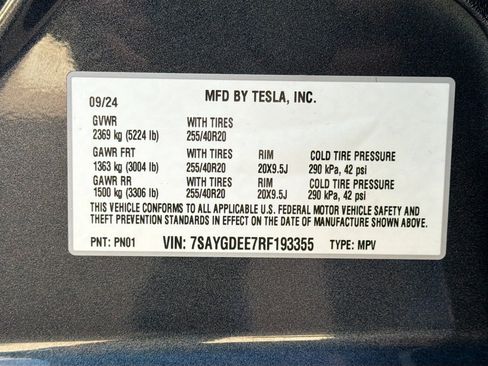 09/24 MFD BY TESLA, INC.
GVWR WITH TIRES
2369 kg (5224 lb) 255/40R20
GAWR FRT WITH TIRES RIM COLD TIRE PRESSURE
1363 kg (3004 lb) 255/40R20 20X9.5J 290 kPa, 42 psi
GAWR RR WITH TIRES RIM COLD TIRE PRESSURE
1500 kg (3306 lb) 255/40R20 20X9.5J 290 kPa, 42 psi
THIS VEHICLE CONFORMS TO ALL APPLICABLE U.S. FEDERAL MOTOR VEHICLE SAFETY AND
THEFT PREVENTION STANDARDS IN EFFECT ON THE DATE OF MANUFACTURE SHOWN ABOVE.
PNT: PN01 VIN: 7SAYGDEE7RF193355 TYPE: MPV